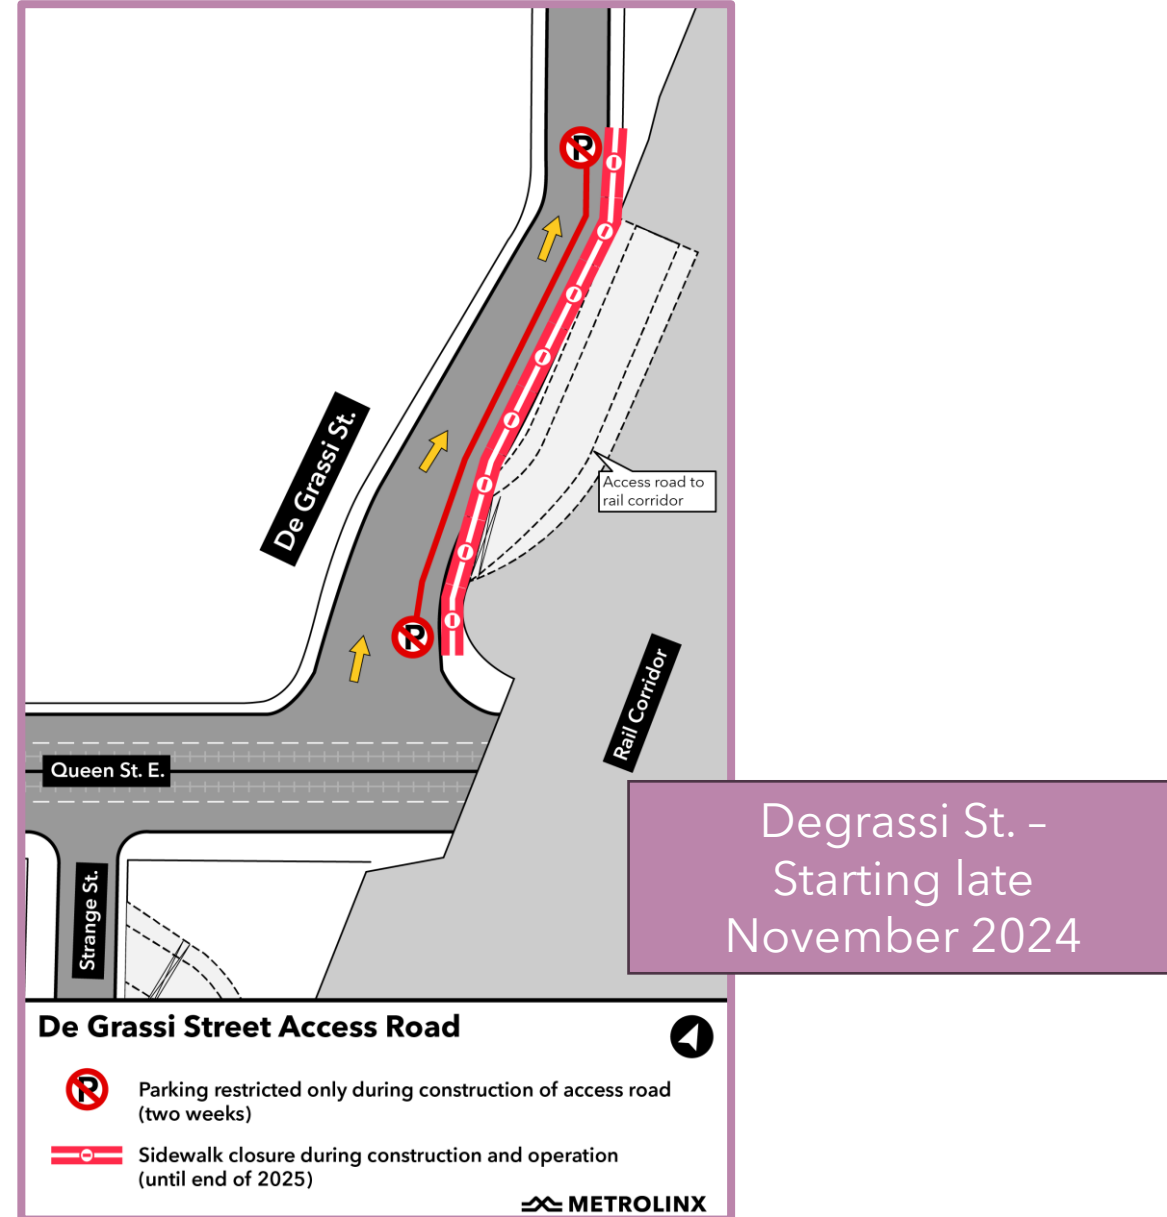 P
De Grassi St.
Access road to
rail corridor
P
Rail Corridor
Queen St. E.
Strange St.
Degrassi St. –
Starting late
November 2024
De Grassi Street Access Road
P
Parking restricted only during construction of access road
(two weeks)
Sidewalk closure during construction and operation
(until end of 2025)
METROLINX